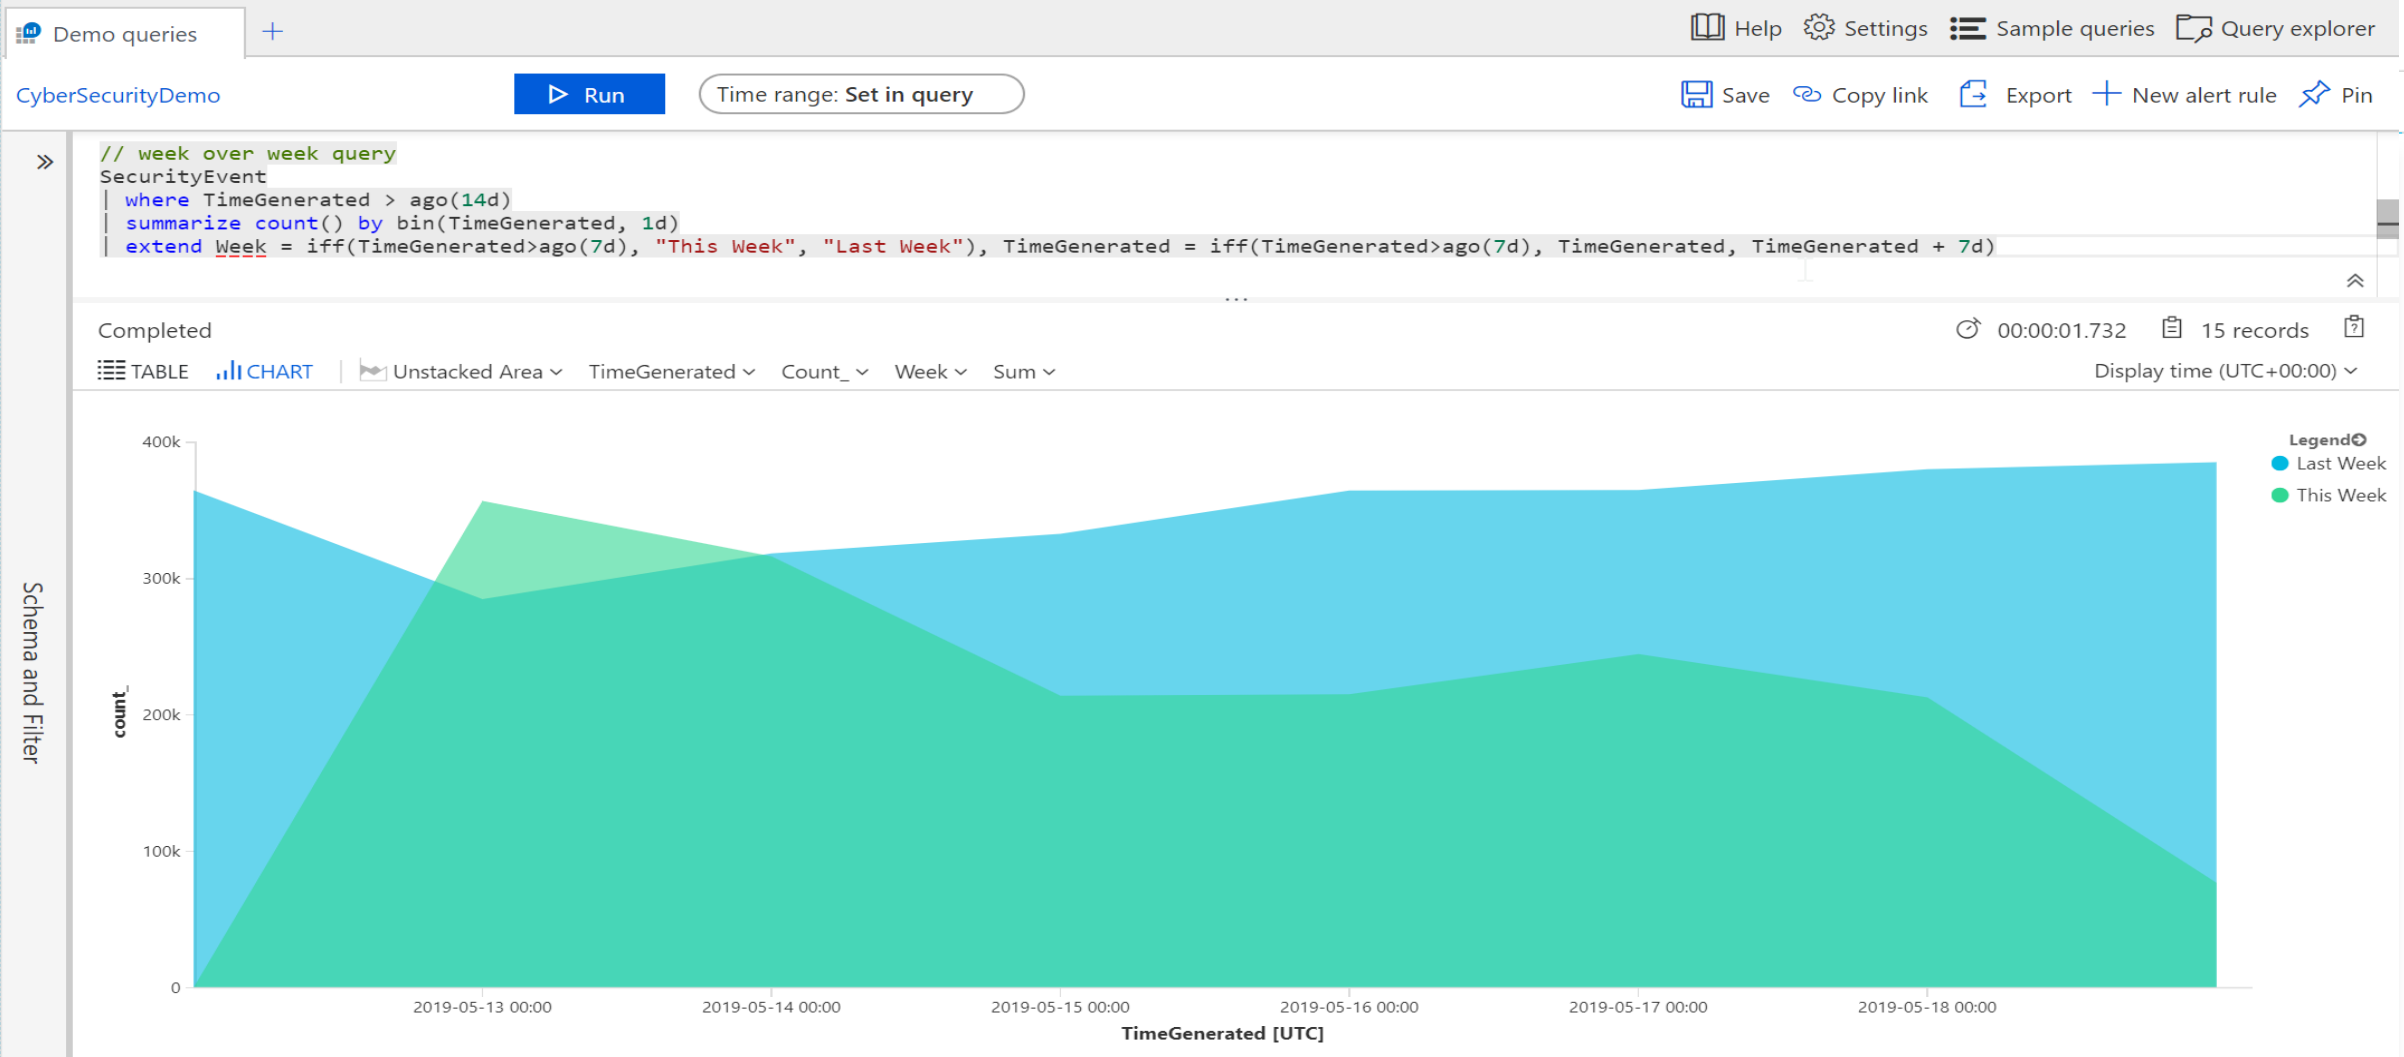 Demo queries
Help Settings Sample queries Query explorer
CyberSecurityDemo Run Time range: Set in query Save Copy link Export New alert rule Pin
// week over week query
SecurityEvent
| where TimeGenerated > ago(14d)
| summarize count() by bin(TimeGenerated, 1d)
| extend Week = iff(TimeGenerated>ago(7d), "This Week", "Last Week"), TimeGenerated = iff(TimeGenerated>ago(7d), TimeGenerated, TimeGenerated + 7d)
Schema and Filter
Completed 00:00:01.732 15 records
TABLE CHART Unstacked Area TimeGenerated Count_ Week Sum Display time (UTC+00:00)
Legend
Last Week
This Week
count_
400k
300k
200k
100k
0
2019-05-13 00:00 2019-05-14 00:00 2019-05-15 00:00 2019-05-16 00:00 2019-05-17 00:00 2019-05-18 00:00
TimeGenerated [UTC]